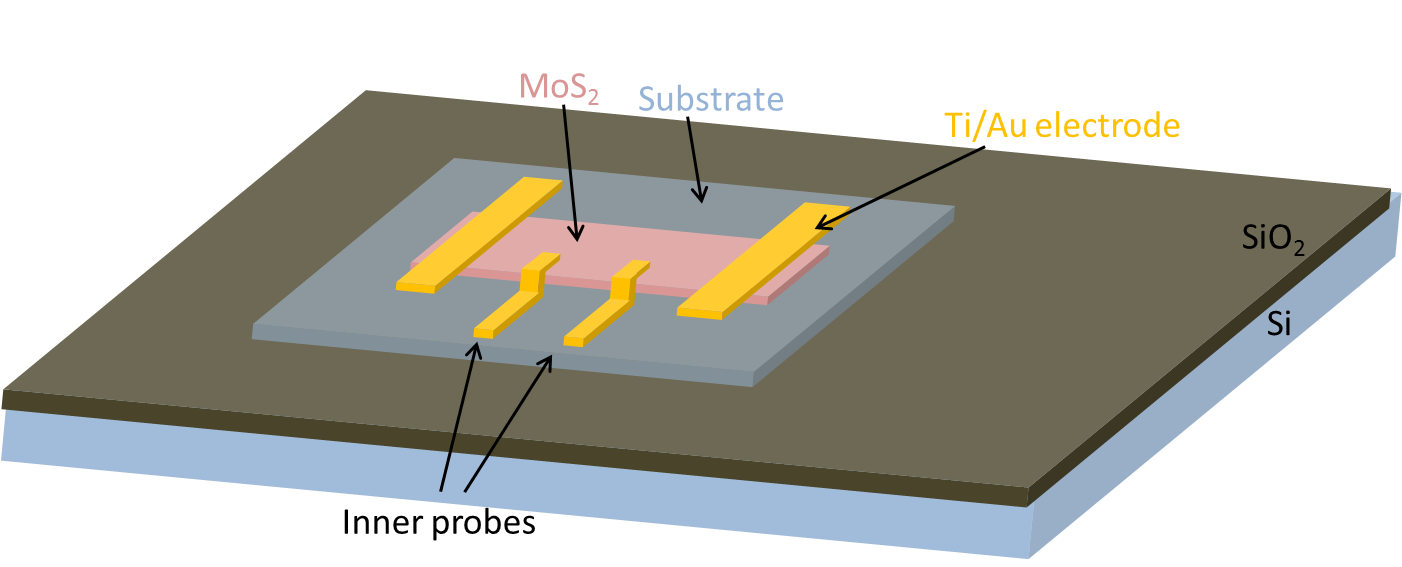 MoS₂
Substrate
Ti/Au electrode
SiO₂
Si
Inner probes